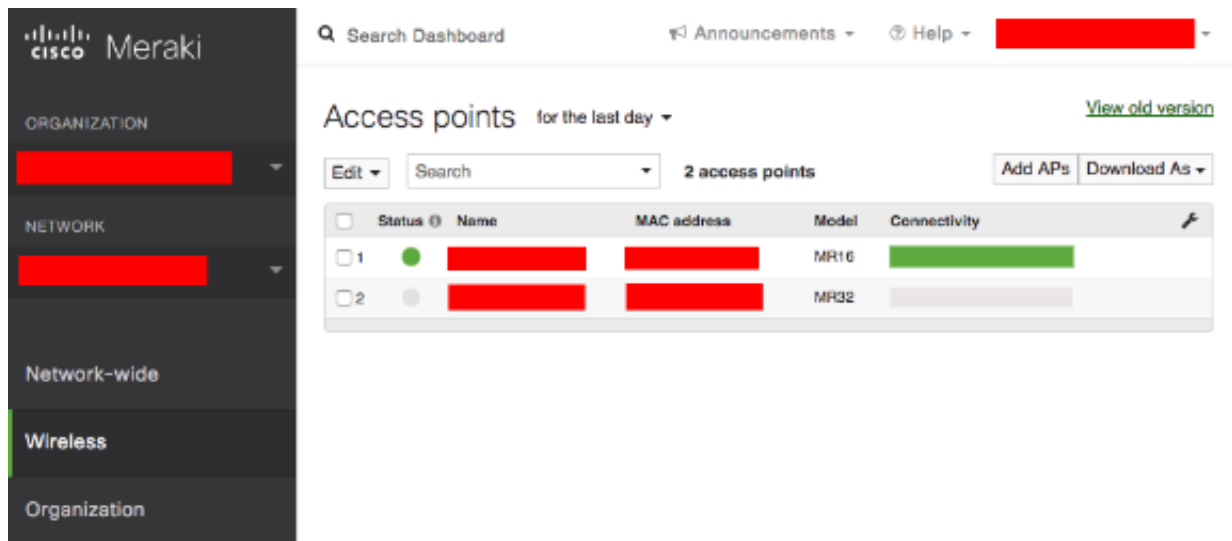 cisco Meraki
Search Dashboard Announcements Help
ORGANIZATION
NETWORK
Network-wide
Wireless
Organization
Access points for the last day
View old version
Edit Search 2 access points Add APs Download As
Status Name MAC address Model Connectivity
1 MR16
2 MR32